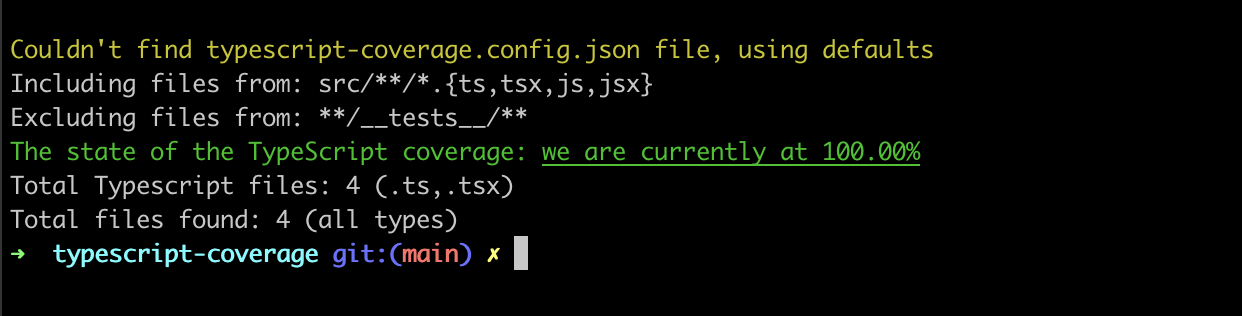 Couldn't find typescript-coverage.config.json file, using defaults
Including files from: src/**/*.{ts,tsx,js,jsx}
Excluding files from: **/__tests__/**
The state of the TypeScript coverage: we are currently at 100.00%
Total Typescript files: 4 (.ts,.tsx)
Total files found: 4 (all types)
➜  typescript-coverage git:(main) ✗